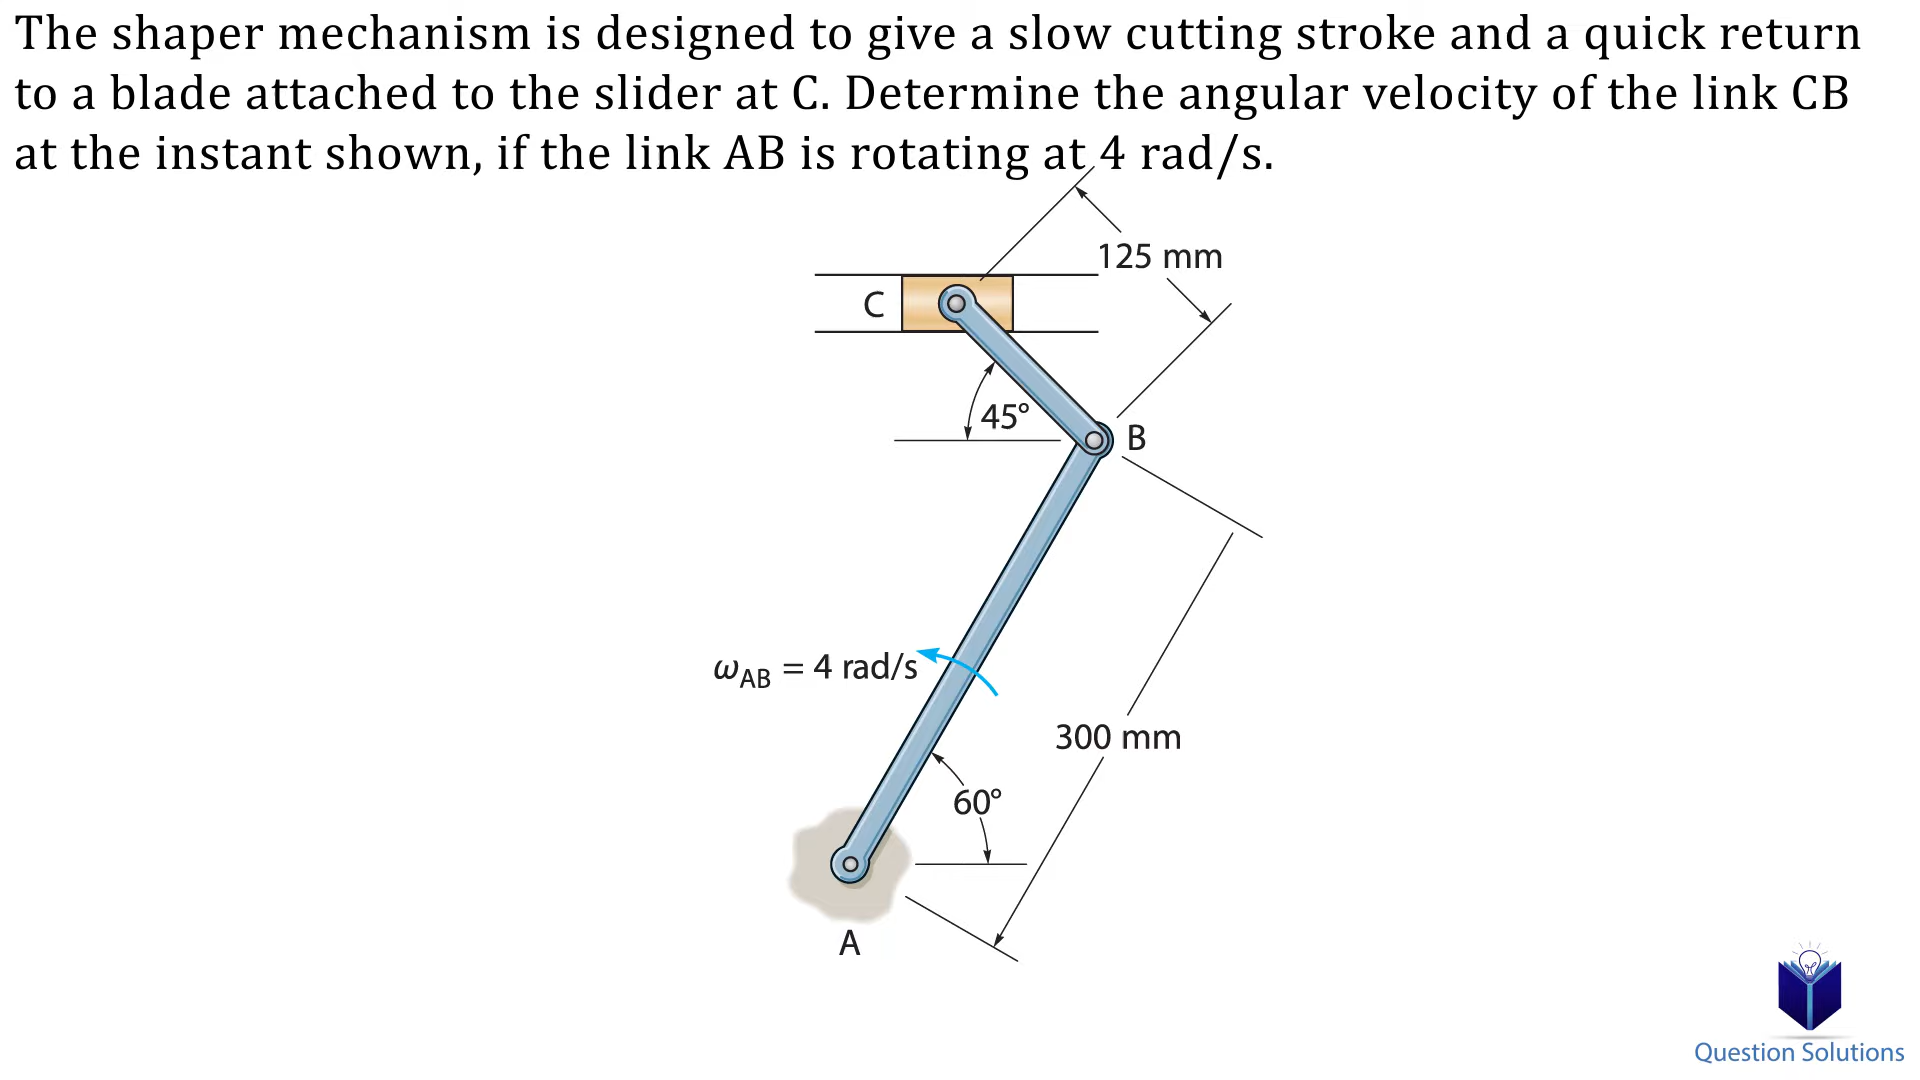 The shaper mechanism is designed to give a slow cutting stroke and a quick return
to a blade attached to the slider at C. Determine the angular velocity of the link CB
at the instant shown, if the link AB is rotating at 4 rad/s.
125 mm
C
45°
B
ωAB = 4 rad/s
300 mm
60°
A
Question Solutions